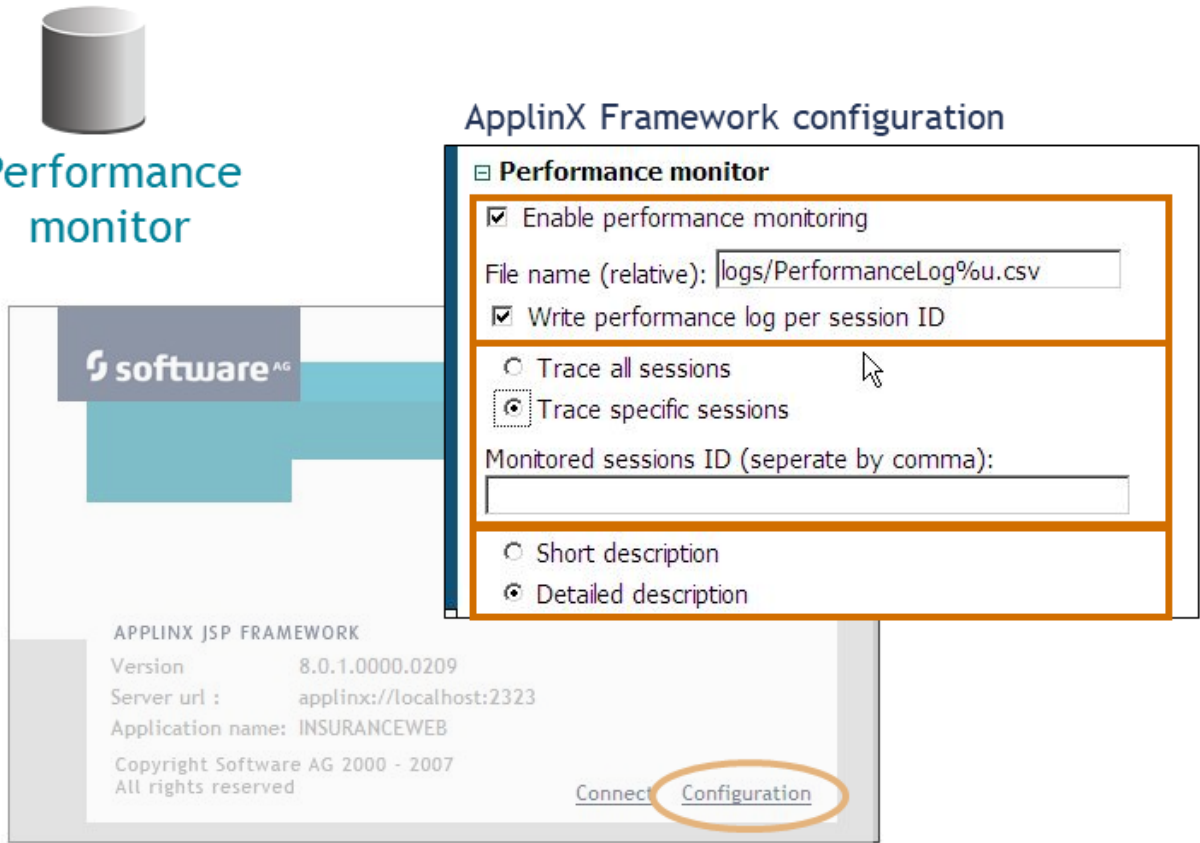 Performance
monitor
ApplinX Framework configuration
Performance monitor
Enable performance monitoring
File name (relative): logs/PerformanceLog%u.csv
Write performance log per session ID
Trace all sessions
Trace specific sessions
Monitored sessions ID (seperate by comma):
Short description
Detailed description
software AG
APPLINX JSP FRAMEWORK
Version 8.0.1.0000.0209
Server url : applinx://localhost:2323
Application name: INSURANCEWEB
Copyright Software AG 2000 - 2007
All rights reserved
Connect Configuration